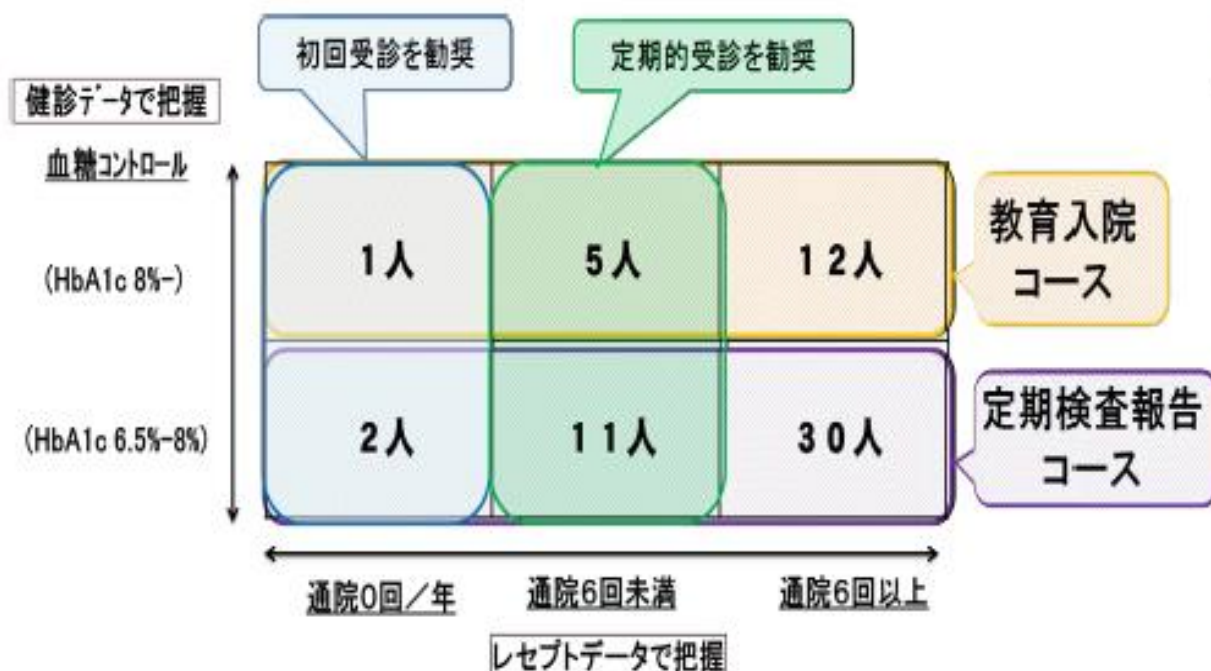 初回受診を勧奨
定期的受診を勧奨
健診データで把握
血糖コントロール
(HbA1c 8%-)
1人
5人
12人
教育入院
コース
(HbA1c 6.5%-8%)
2人
11人
30人
定期検査報告
コース
通院0回／年
通院6回未満
通院6回以上
レセプトデータで把握